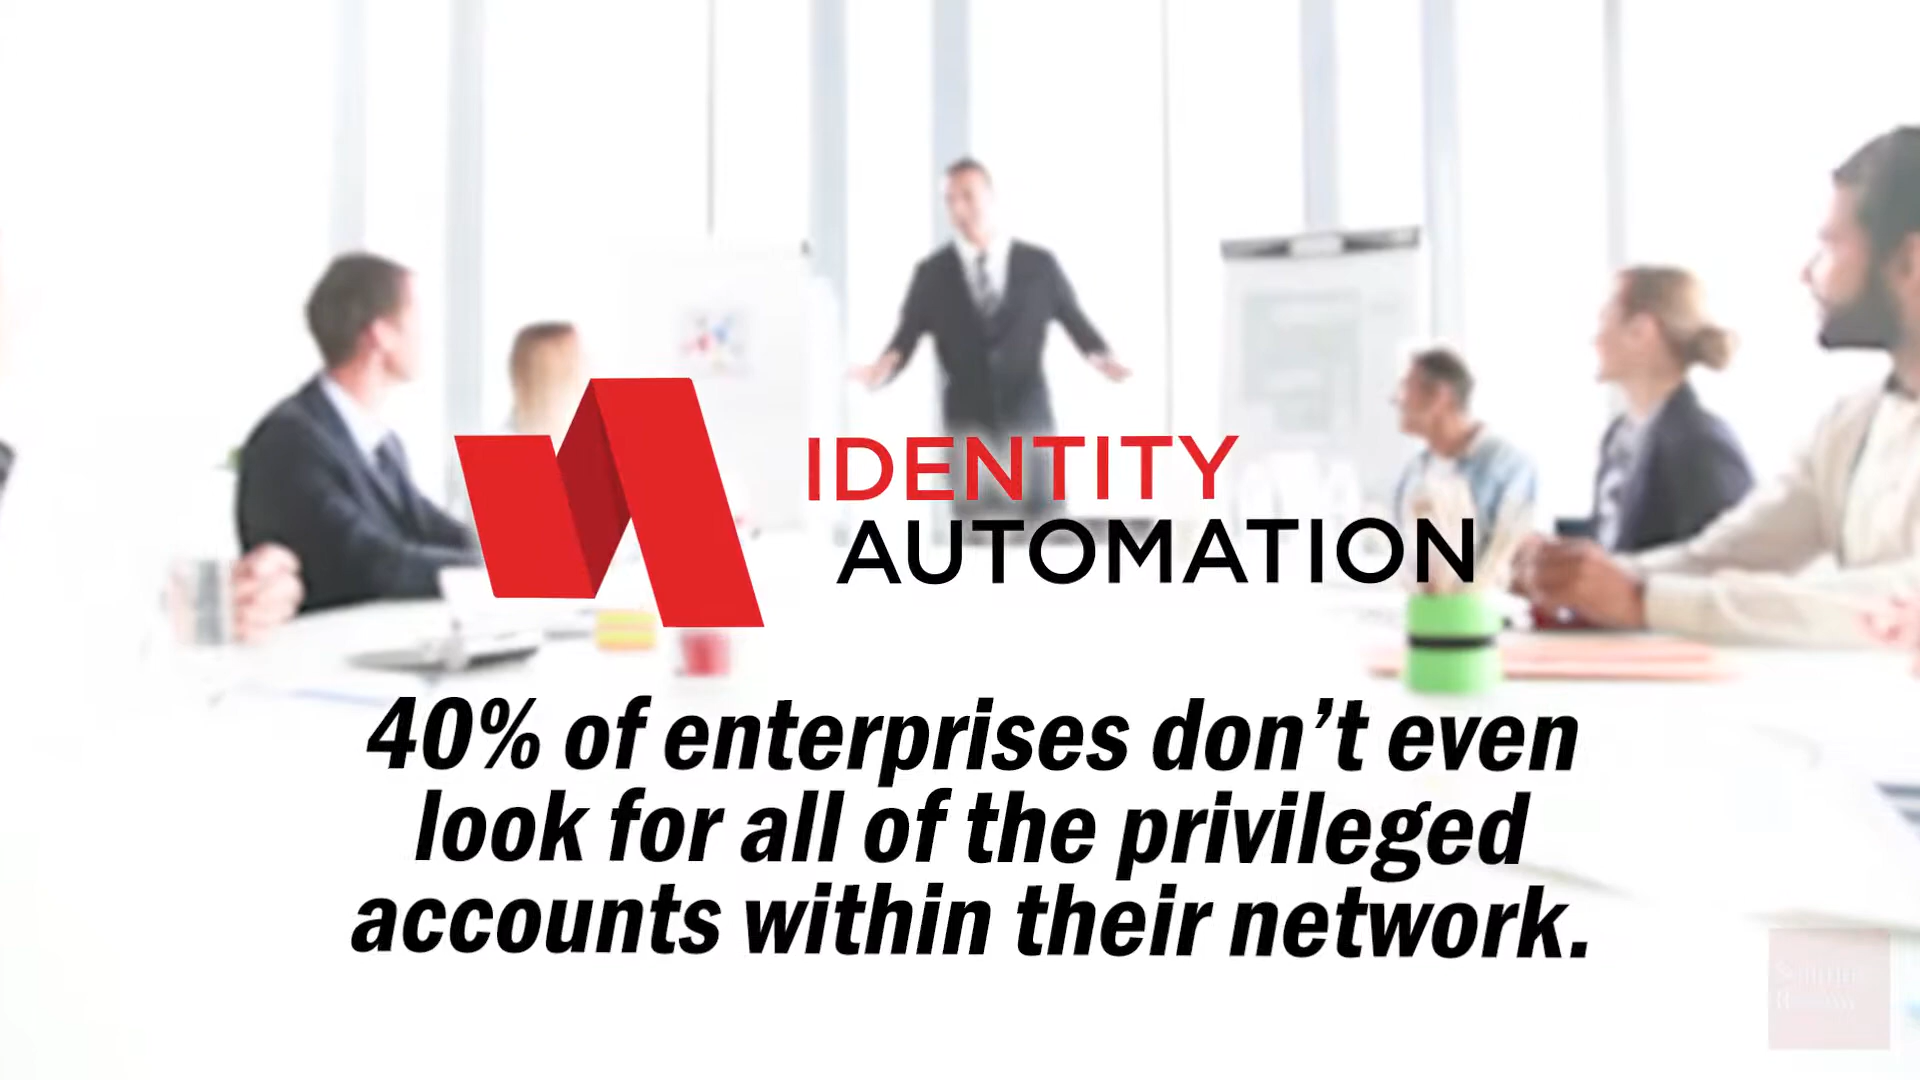 IDENTITY
AUTOMATION
40% of enterprises don’t even
look for all of the privileged
accounts within their network.